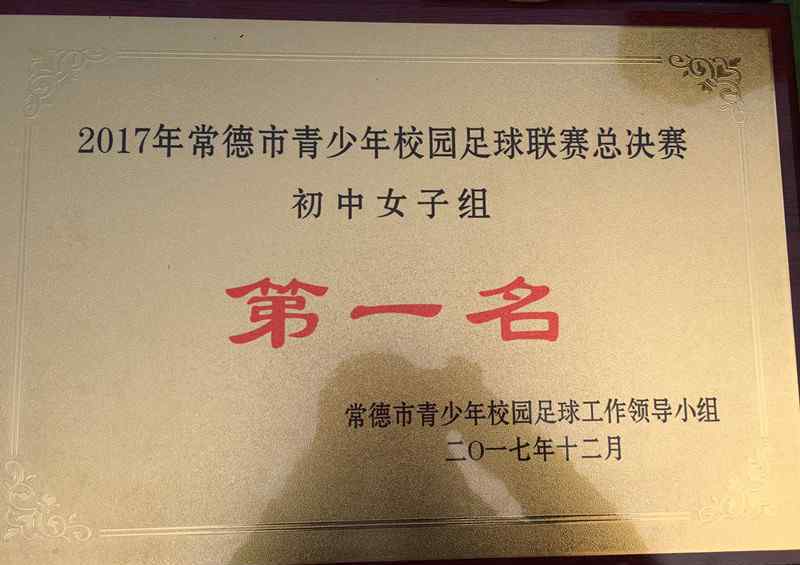 2017年常德市青少年校园足球联赛总决赛
初中女子组
第一名
常德市青少年校园足球工作领导小组
二〇一七年十二月